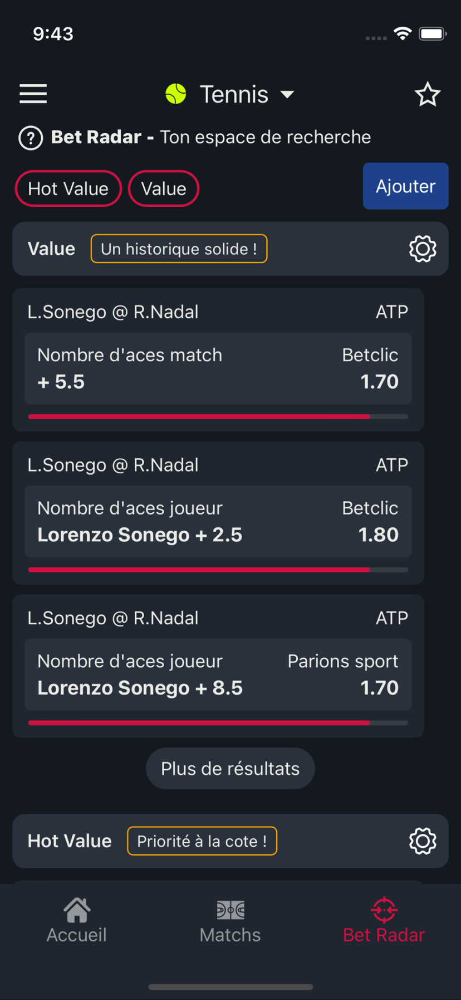 9:43
Tennis
? Bet Radar - Ton espace de recherche
Hot Value
Value
Ajouter
Value
Un historique solide !
L.Sonego @ R.Nadal
ATP
Nombre d'aces match
Betclic
+ 5.5
1.70
L.Sonego @ R.Nadal
ATP
Nombre d'aces joueur
Betclic
Lorenzo Sonego + 2.5
1.80
L.Sonego @ R.Nadal
ATP
Nombre d'aces joueur
Parions sport
Lorenzo Sonego + 8.5
1.70
Plus de résultats
Hot Value
Priorité à la cote !
Accueil
Matchs
Bet Radar